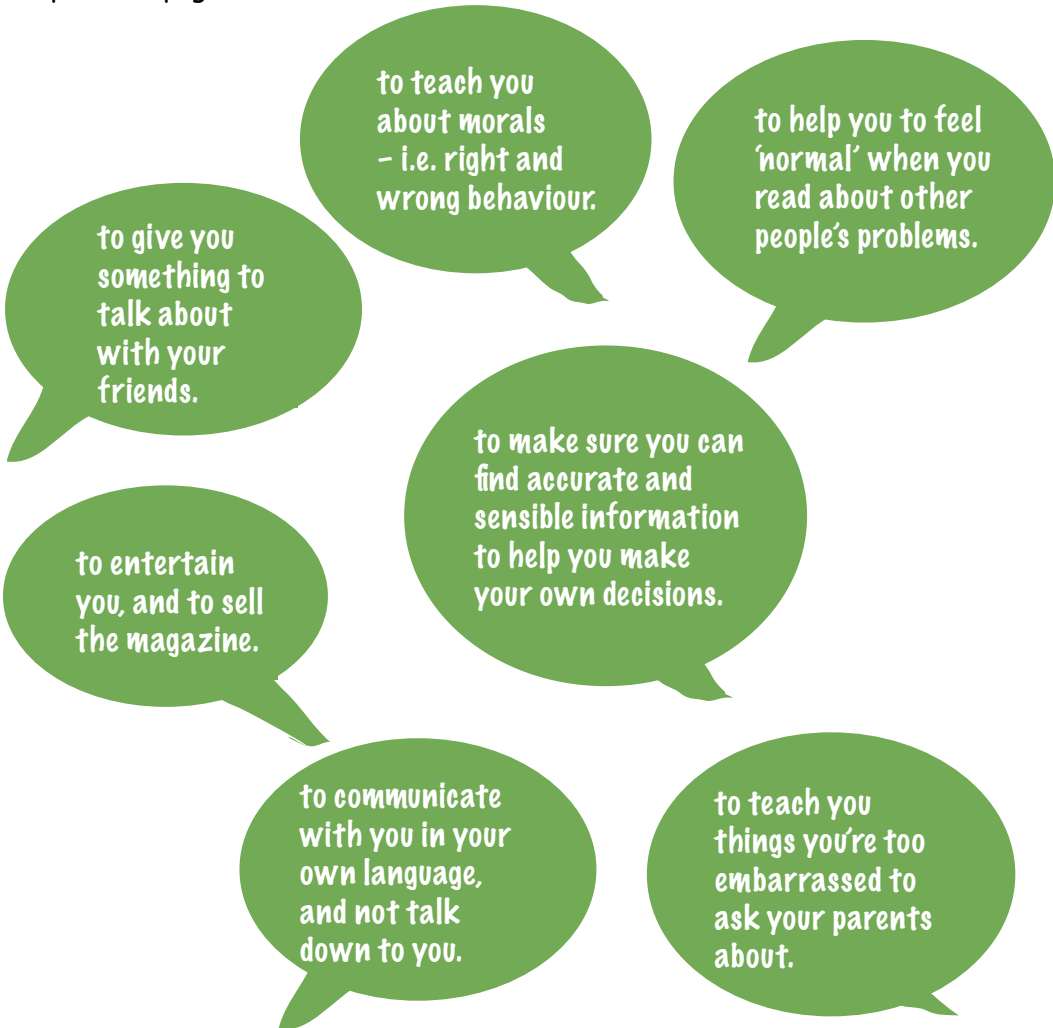 to teach you
about morals
– i.e. right and
wrong behaviour.
to help you to feel
‘normal’ when you
read about other
people’s problems.
to give you
something to
talk about
with your
friends.
to make sure you can
find accurate and
sensible information
to help you make
your own decisions.
to entertain
you, and to sell
the magazine.
to communicate
with you in your
own language,
and not talk
down to you.
to teach you
things you’re too
embarrassed to
ask your parents
about.